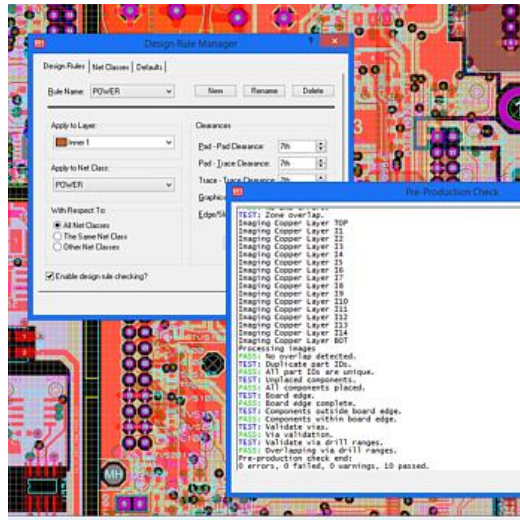 Design Rule Manager
?
Design Rules
Net Classes
Defaults
Rule Name:
POWER
New
Rename
Delete
Apply to Layer:
Inner 1
Apply to Net Class:
POWER
With Respect To:
All Net Classes
The Same Net Class
Other Net Classes
Enable design rule checking?
Clearances
Pad - Pad Clearance:
7th
Pad - Trace Clearance:
7th
Trace - Trace Clearance:
7th
Graphics
Edge/Sl
Pre-Production Check
TEST: Zone overlap.
Imaging Copper Layer TOP
Imaging Copper Layer I1
Imaging Copper Layer I2
Imaging Copper Layer I3
Imaging Copper Layer I4
Imaging Copper Layer I5
Imaging Copper Layer I6
Imaging Copper Layer I7
Imaging Copper Layer I8
Imaging Copper Layer I9
Imaging Copper Layer I10
Imaging Copper Layer I11
Imaging Copper Layer I12
Imaging Copper Layer I13
Imaging Copper Layer I14
Imaging Copper Layer BOT
Processing images
PASS: No overlap detected.
TEST: Duplicate part IDs.
PASS: All part IDs are unique.
TEST: Unplaced components.
PASS: All components placed.
TEST: Board edge.
PASS: Board edge complete.
TEST: Components outside board edge.
PASS: Components within board edge.
TEST: Validate vias.
PASS: Via validation.
TEST: Validate via drill ranges.
PASS: Overlapping via drill ranges.
Pre-production check end:
0 errors, 0 failed, 0 warnings, 10 passed.
MH
3